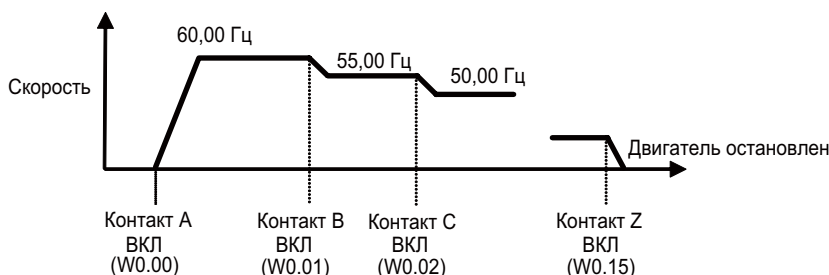 60,00 Гц
55,00 Гц
50,00 Гц
Скорость
Двигатель остановлен
Контакт A
ВКЛ
(W0.00)
Контакт B
ВКЛ
(W0.01)
Контакт C
ВКЛ
(W0.02)
Контакт Z
ВКЛ
(W0.15)